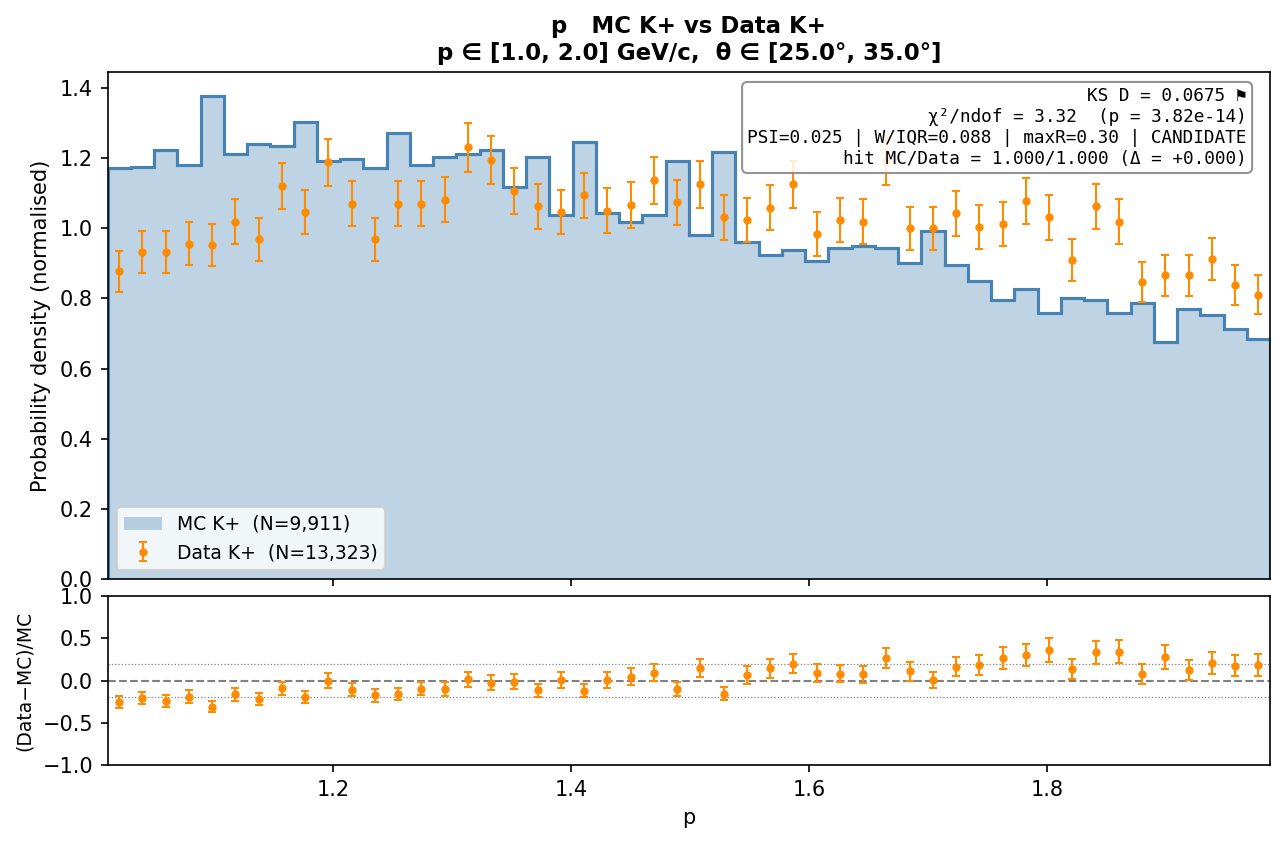 p   MC K+ vs Data K+
p ∈ [1.0, 2.0] GeV/c,  θ ∈ [25.0°, 35.0°]
KS D = 0.0675 ⚑
χ²/ndof = 3.32  (p = 3.82e-14)
PSI=0.025 | W/IQR=0.088 | maxR=0.30 | CANDIDATE
hit MC/Data = 1.000/1.000 (Δ = +0.000)
Probability density (normalised)
1.4
1.2
1.0
0.8
0.6
0.4
0.2
0.0
MC K+  (N=9,911)
Data K+  (N=13,323)
(Data−MC)/MC
1.0
0.5
0.0
−0.5
−1.0
1.2 1.4 1.6 1.8
p